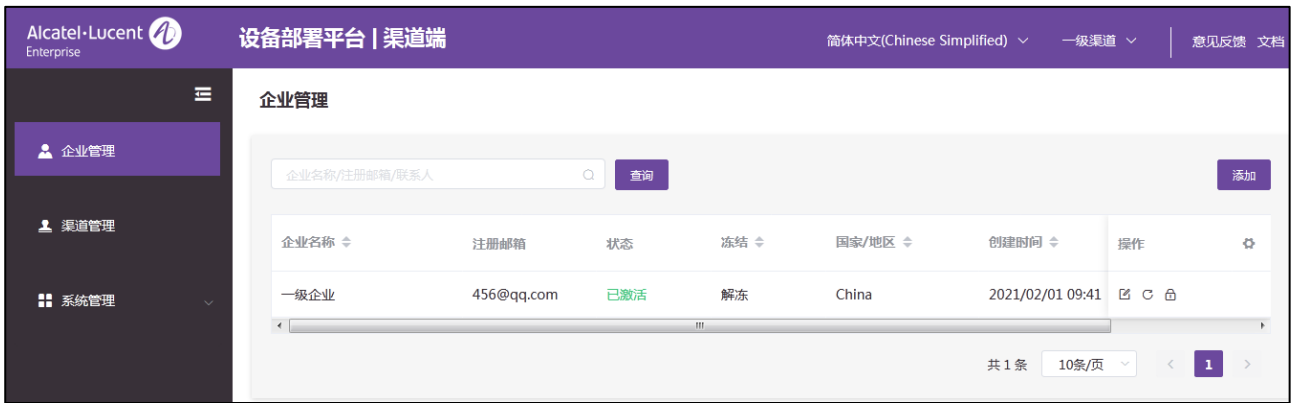 Alcatel·Lucent
Enterprise
设备部署平台 | 渠道端
简体中文(Chinese Simplified)
一级渠道
意见反馈 文档
企业管理
企业管理
企业名称/注册邮箱/联系人
查询
添加
渠道管理
企业名称 注册邮箱 状态 冻结 国家/地区 创建时间 操作
系统管理
一级企业 456@qq.com 已激活 解冻 China 2021/02/01 09:41
共 1 条 10条/页 1